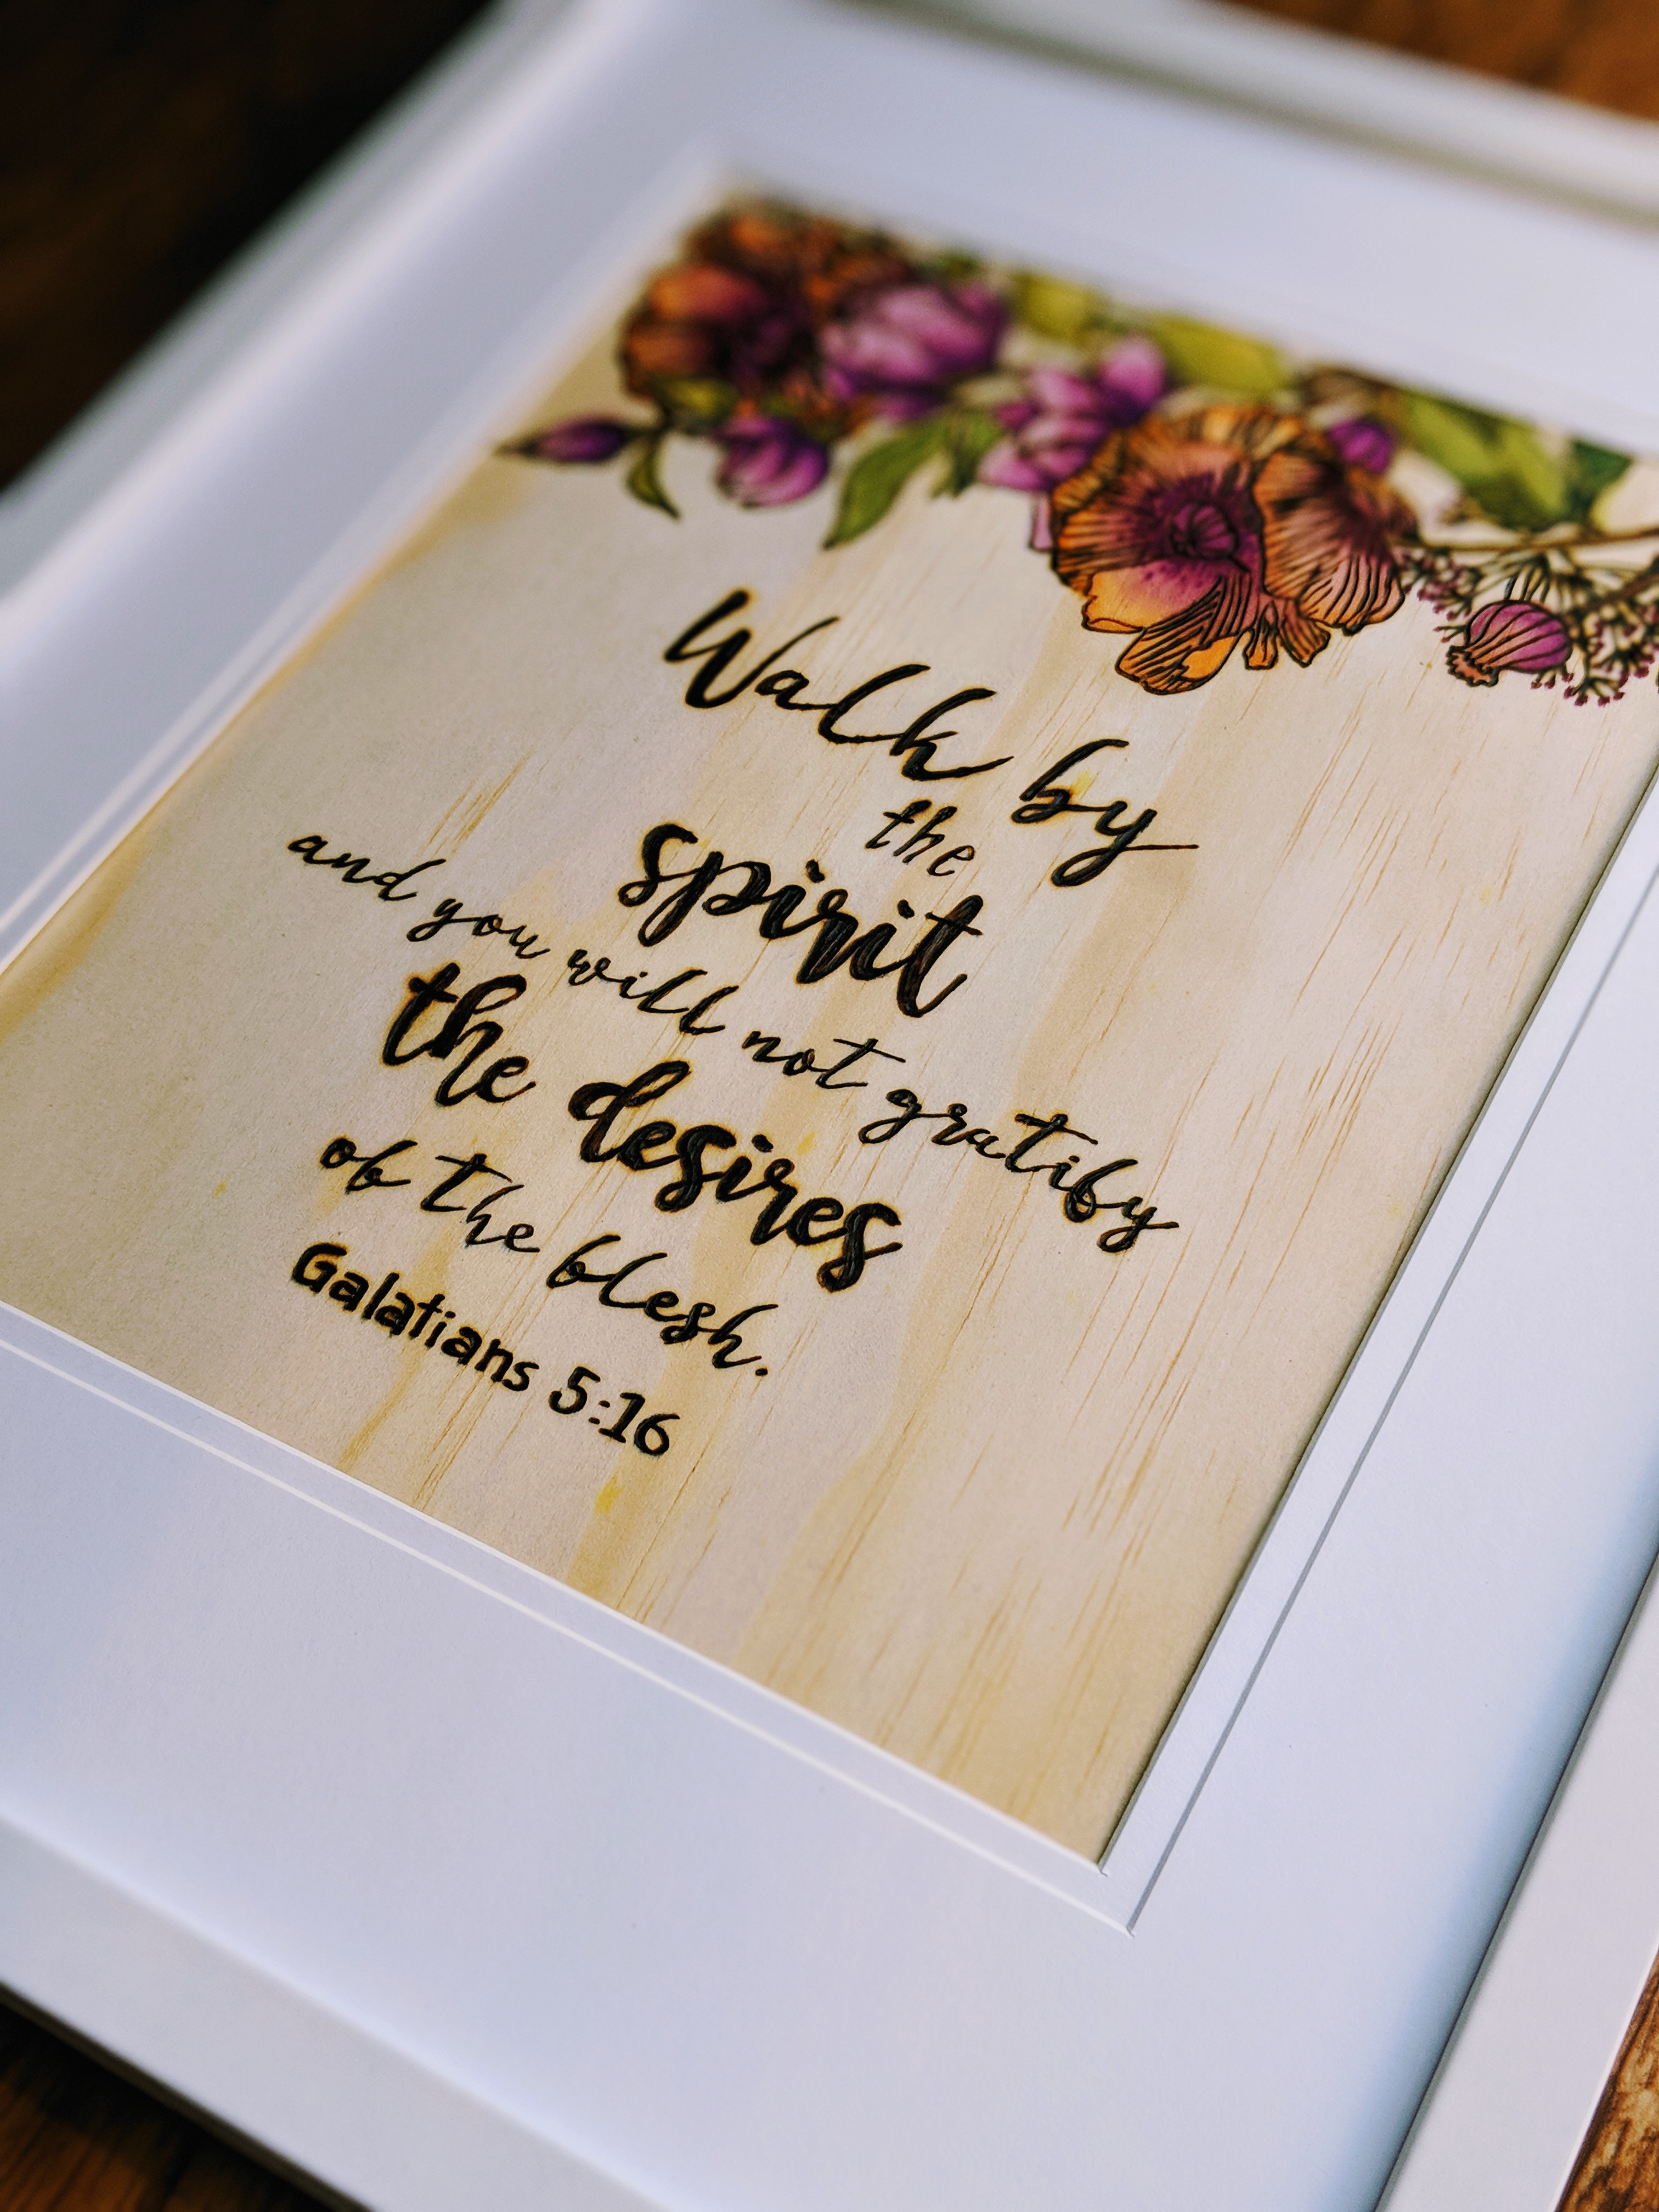 Walk by
the
spirit
and you will not gratify
the desires
of the flesh.
Galatians 5:16